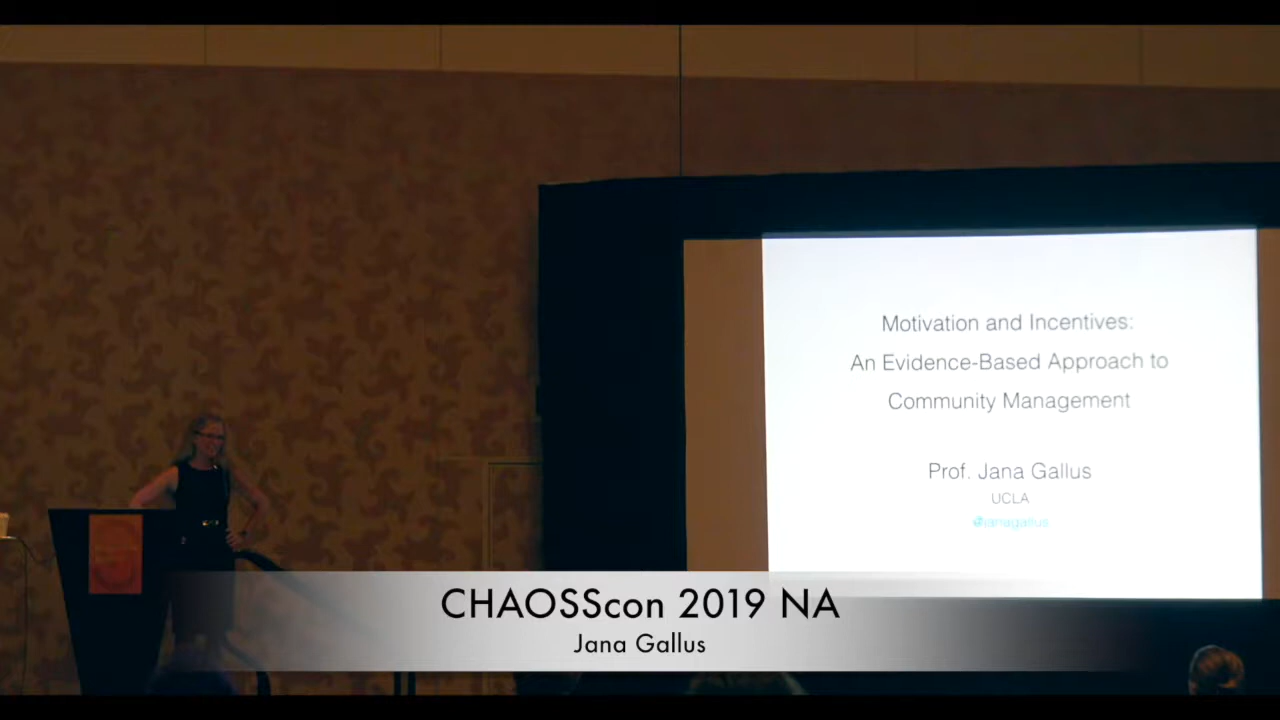 Motivation and Incentives:
An Evidence-Based Approach to
Community Management
Prof. Jana Gallus
UCLA
@janagallus
CHAOSScon 2019 NA
Jana Gallus